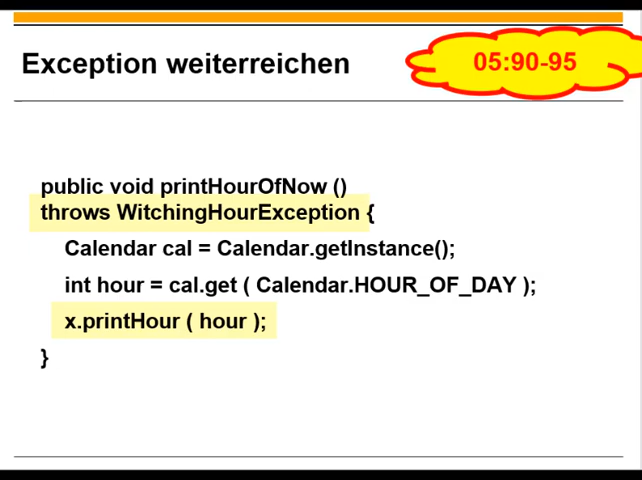 Exception weiterreichen
05:90-95
public void printHourOfNow ()
throws WitchingHourException {
Calendar cal = Calendar.getInstance();
int hour = cal.get ( Calendar.HOUR_OF_DAY );
x.printHour ( hour );
}